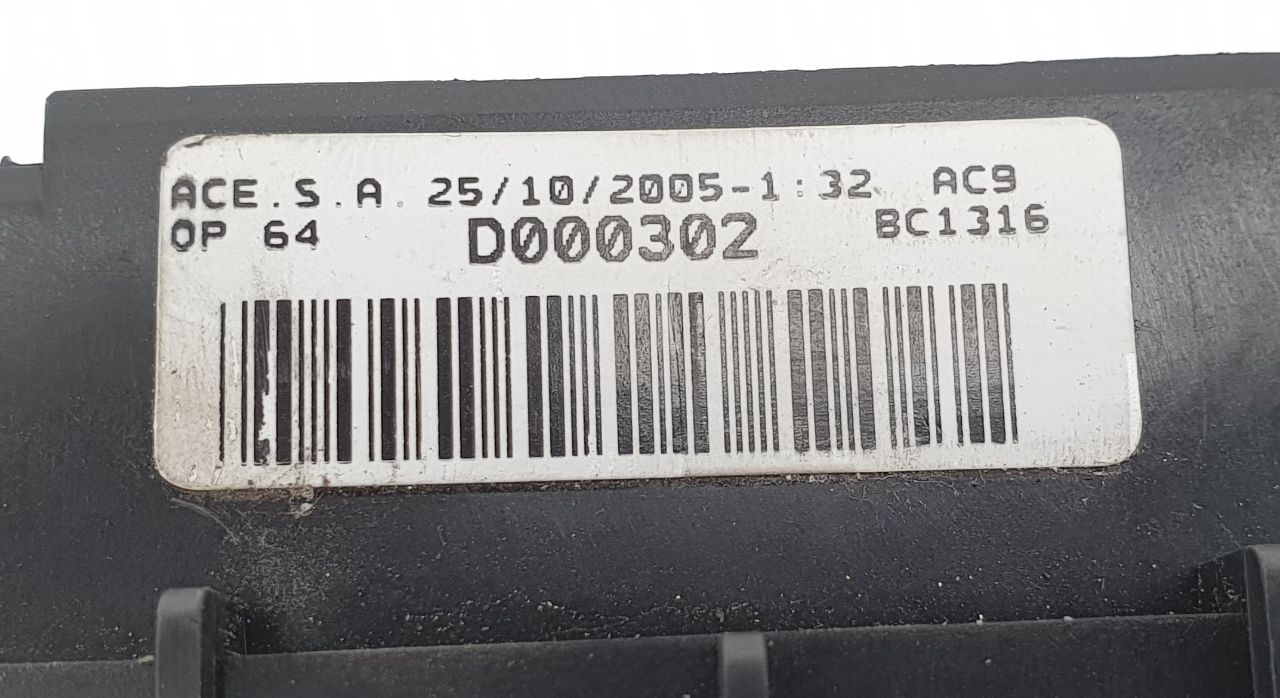 ACE.S.A. 25/10/2005-1:32 AC9
OP 64 D000302 BC1316